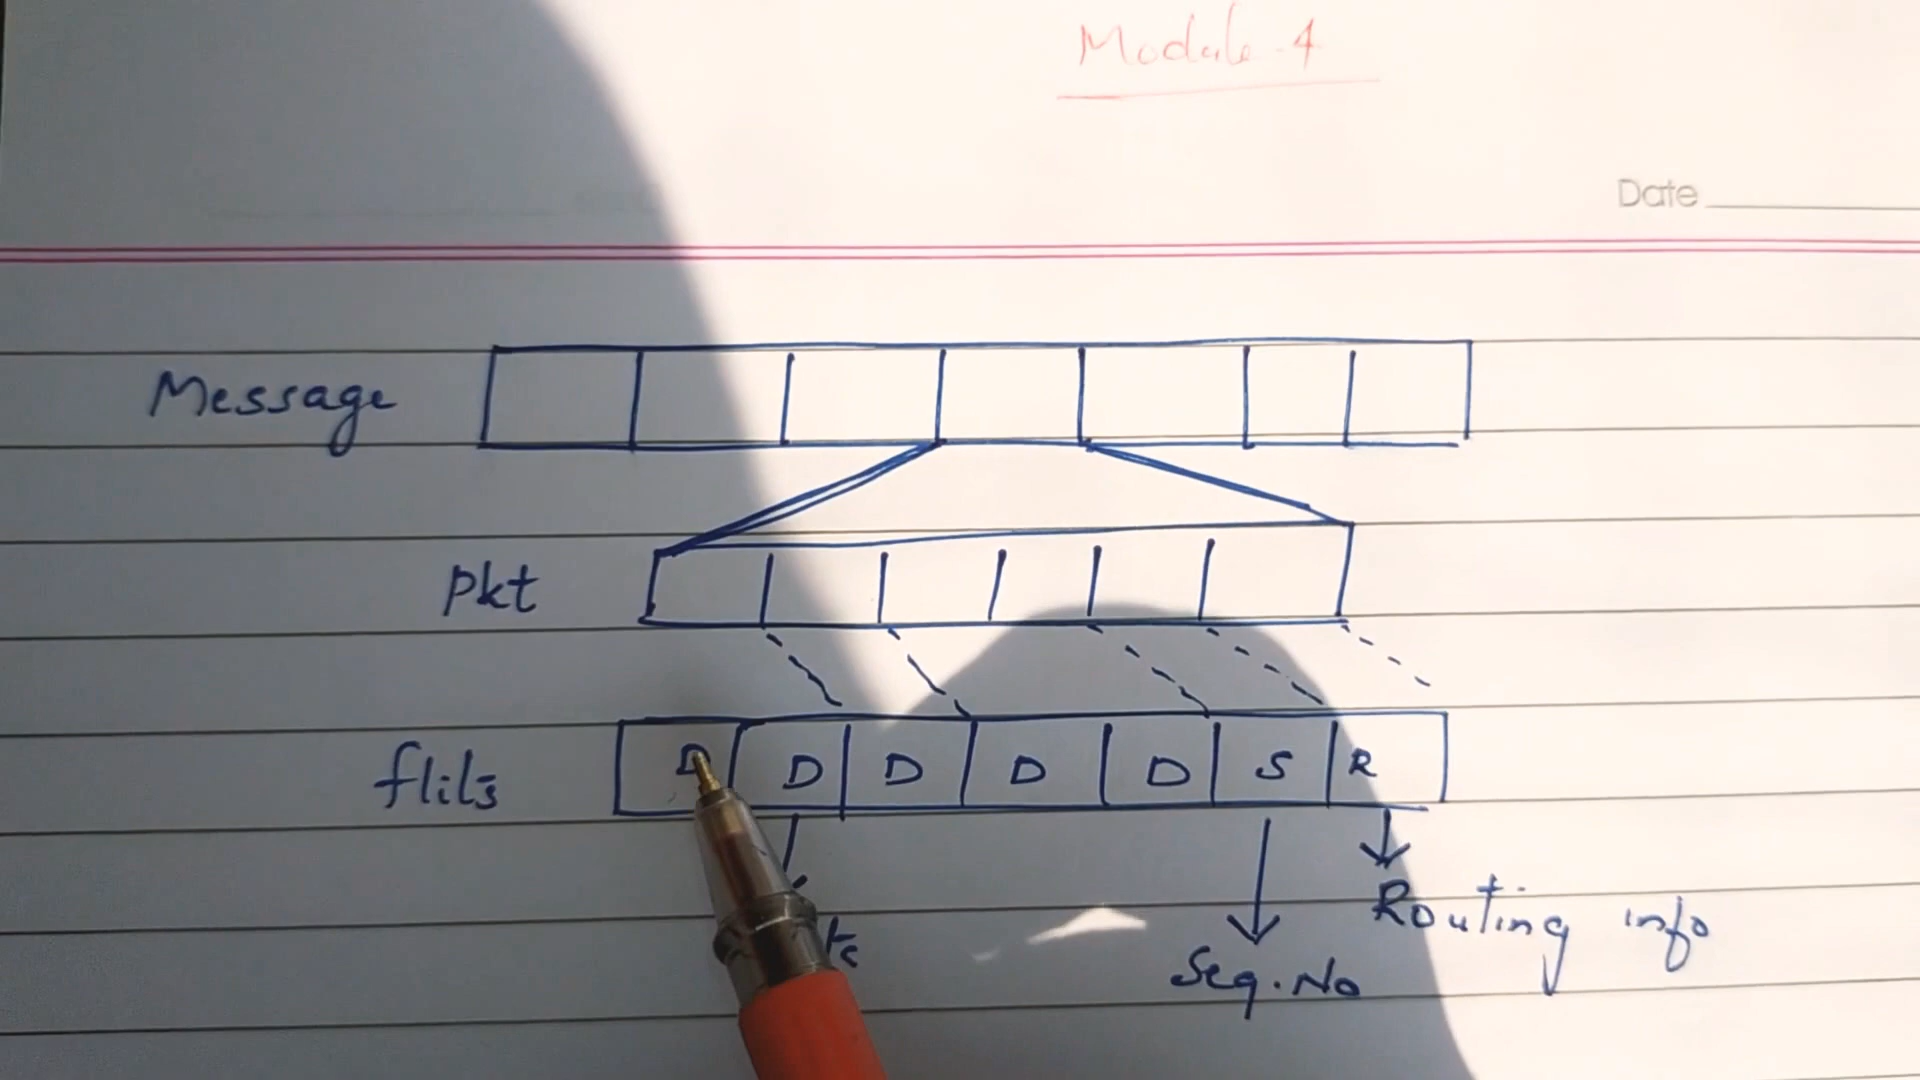 Module-4
Date
Message
Pkt
flits
D D D D D S R
Routing info
Seq.No